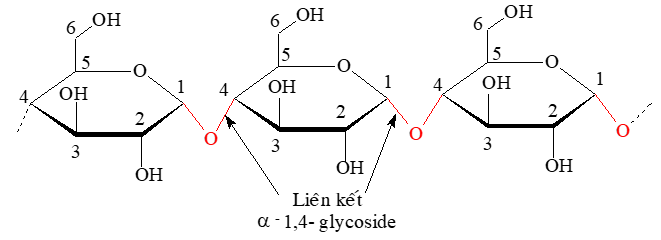 6 OH 6 OH 6 OH
5 O 5 O 5 O
4 OH 1 4 OH 1 4 OH 1
2 2 2
3 O 3 O 3 O
OH OH OH
Liên kết
α - 1,4- glycoside